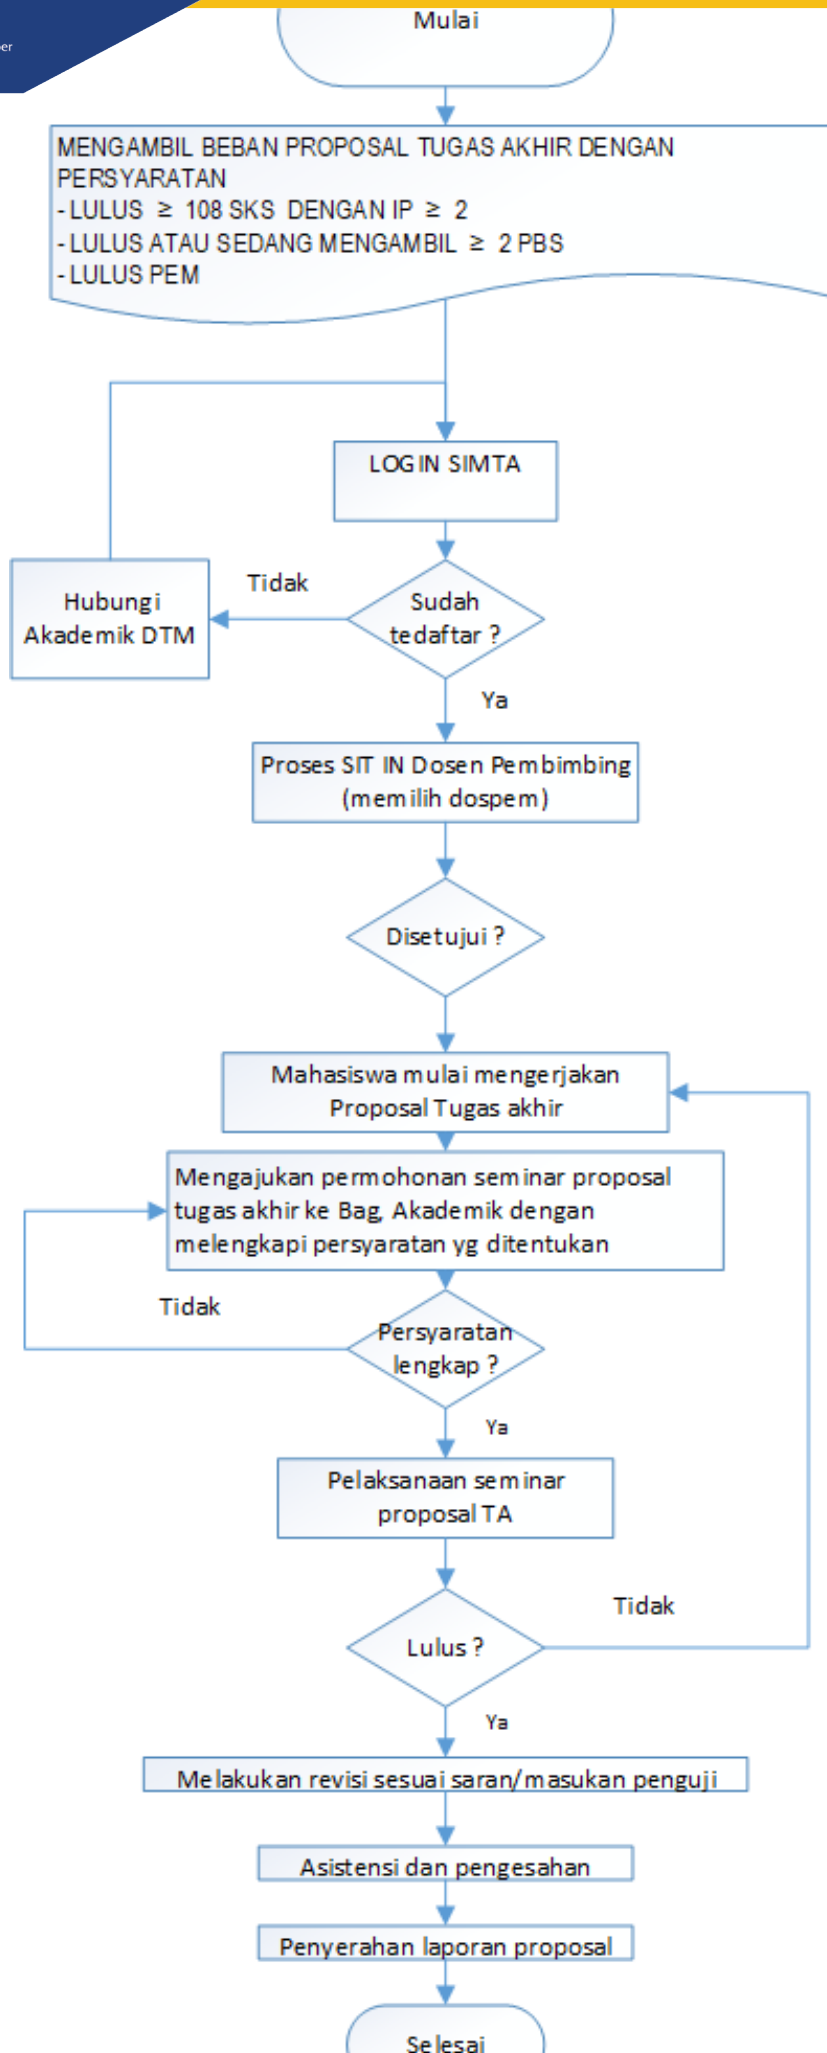 Mulai
MENGAMBIL BEBAN PROPOSAL TUGAS AKHIR DENGAN
PERSYARATAN
- LULUS ≥ 108 SKS DENGAN IP ≥ 2
- LULUS ATAU SEDANG MENGAMBIL ≥ 2 PBS
- LULUS PEM
LOGIN SIMTA
Tidak
Hubungi
Akademik DTM
Sudah
tedaftar ?
Ya
Proses SIT IN Dosen Pembimbing
(memilih dospem)
Disetujui ?
Mahasiswa mulai mengerjakan
Proposal Tugas akhir
Mengajukan permohonan seminar proposal
tugas akhir ke Bag, Akademik dengan
melengkapi persyaratan yg ditentukan
Tidak
Persyaratan
lengkap ?
Ya
Pelaksanaan seminar
proposal TA
Tidak
Lulus ?
Ya
Melakukan revisi sesuai saran/masukan penguji
Asistensi dan pengesahan
Penyerahan laporan proposal
Selesai